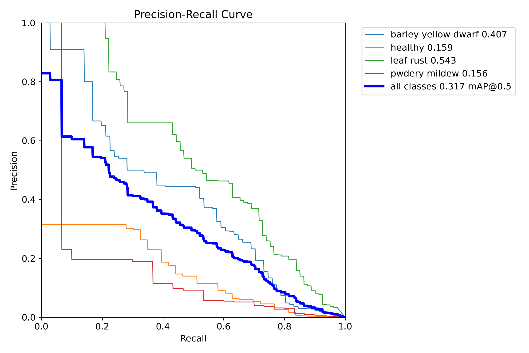 Precision-Recall Curve
1.0
0.8
0.6
0.4
0.2
0.0
Precision
0.0 0.2 0.4 0.6 0.8 1.0
Recall
barley yellow dwarf 0.407
healthy 0.159
leaf rust 0.543
pwdery mildew 0.156
all classes 0.317 mAP@0.5